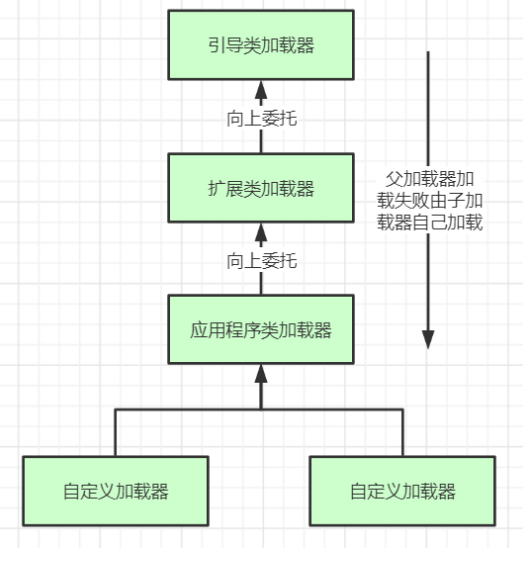 引导类加载器
向上委托
扩展类加载器
父加载器加
载失败由子加
载器自己加载
向上委托
应用程序类加载器
自定义加载器
自定义加载器